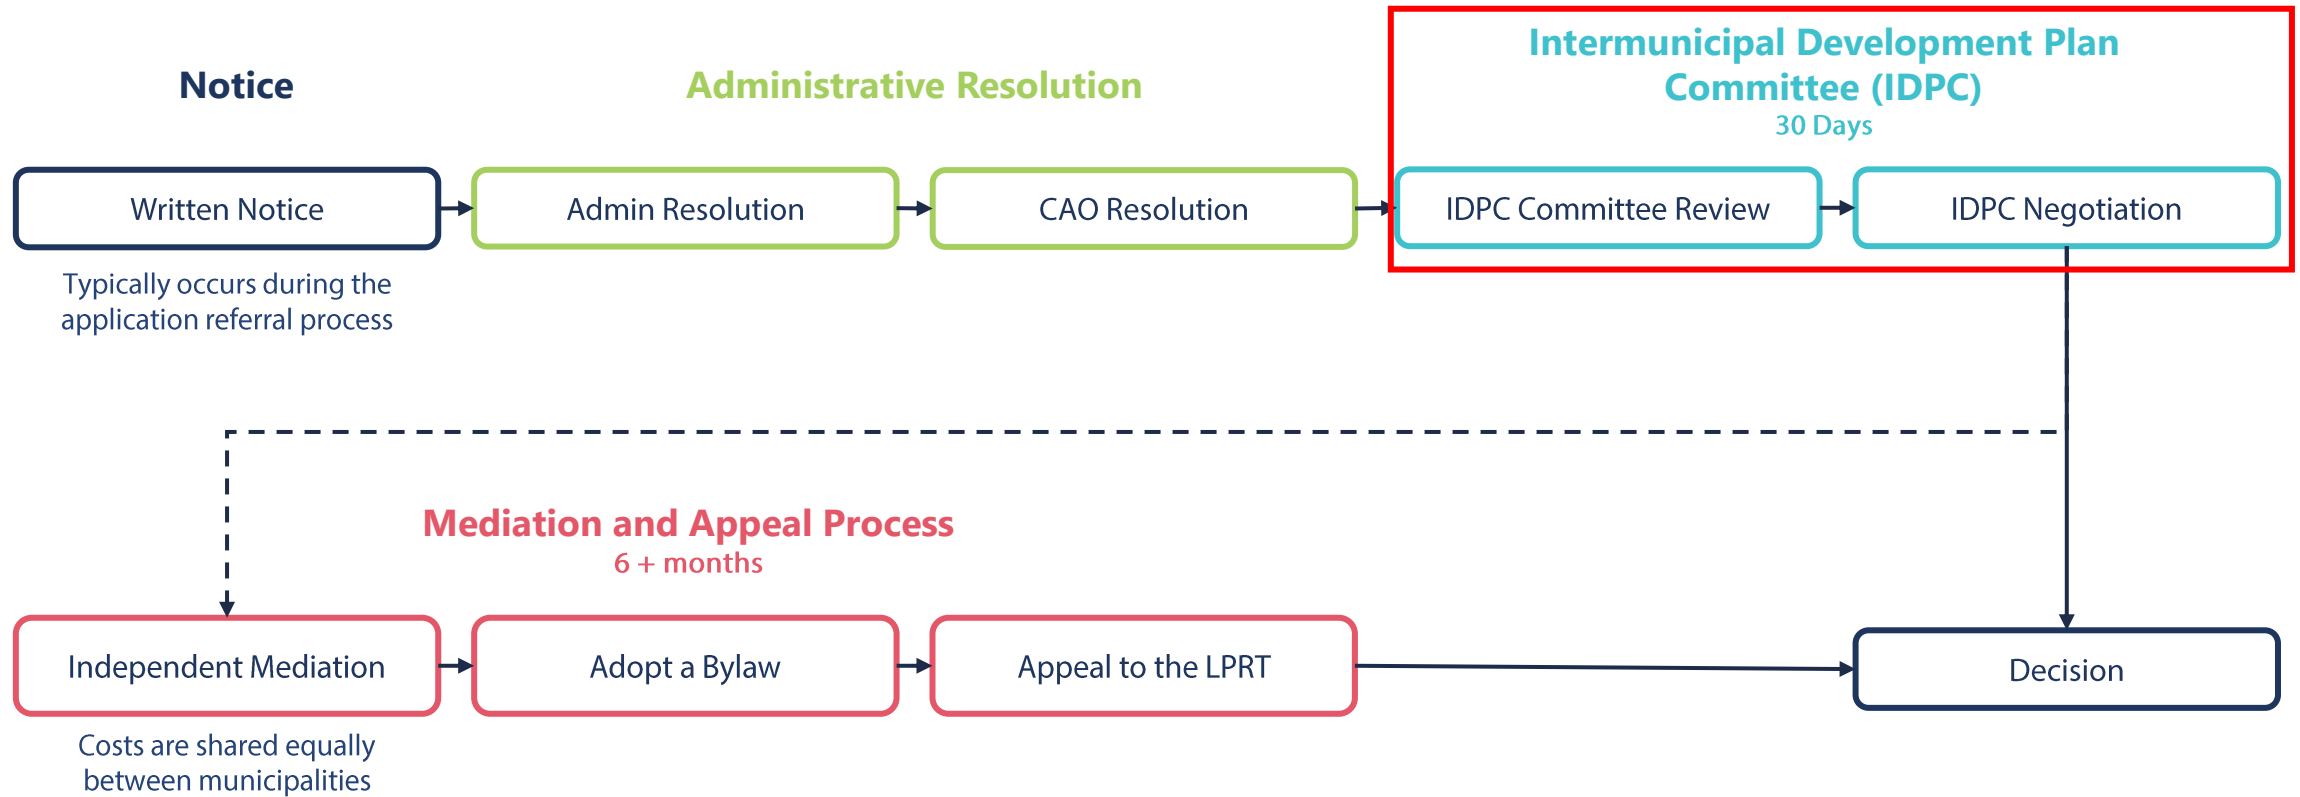 Notice
Administrative Resolution
Intermunicipal Development Plan
Committee (IDPC)
30 Days
Written Notice
Admin Resolution
CAO Resolution
IDPC Committee Review
IDPC Negotiation
Typically occurs during the
application referral process
Mediation and Appeal Process
6 + months
Independent Mediation
Adopt a Bylaw
Appeal to the LPRT
Decision
Costs are shared equally
between municipalities